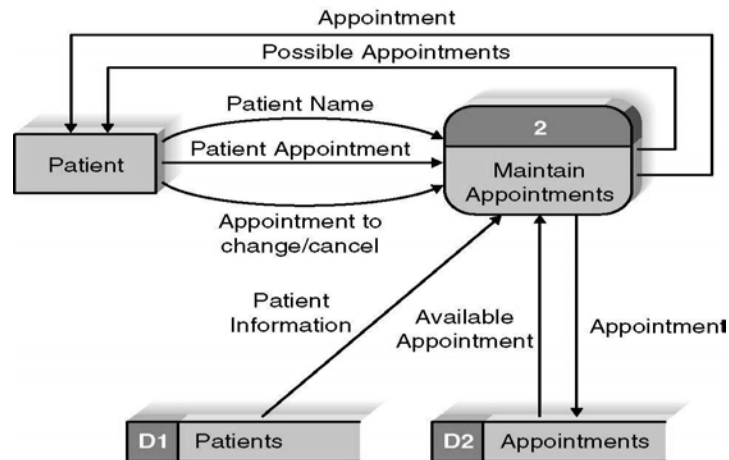 Appointment
Possible Appointments
Patient Name
2
Patient
Patient Appointment
Maintain
Appointments
Appointment to
change/cancel
Patient
Information
Available
Appointment
Appointment
D1 Patients
D2 Appointments